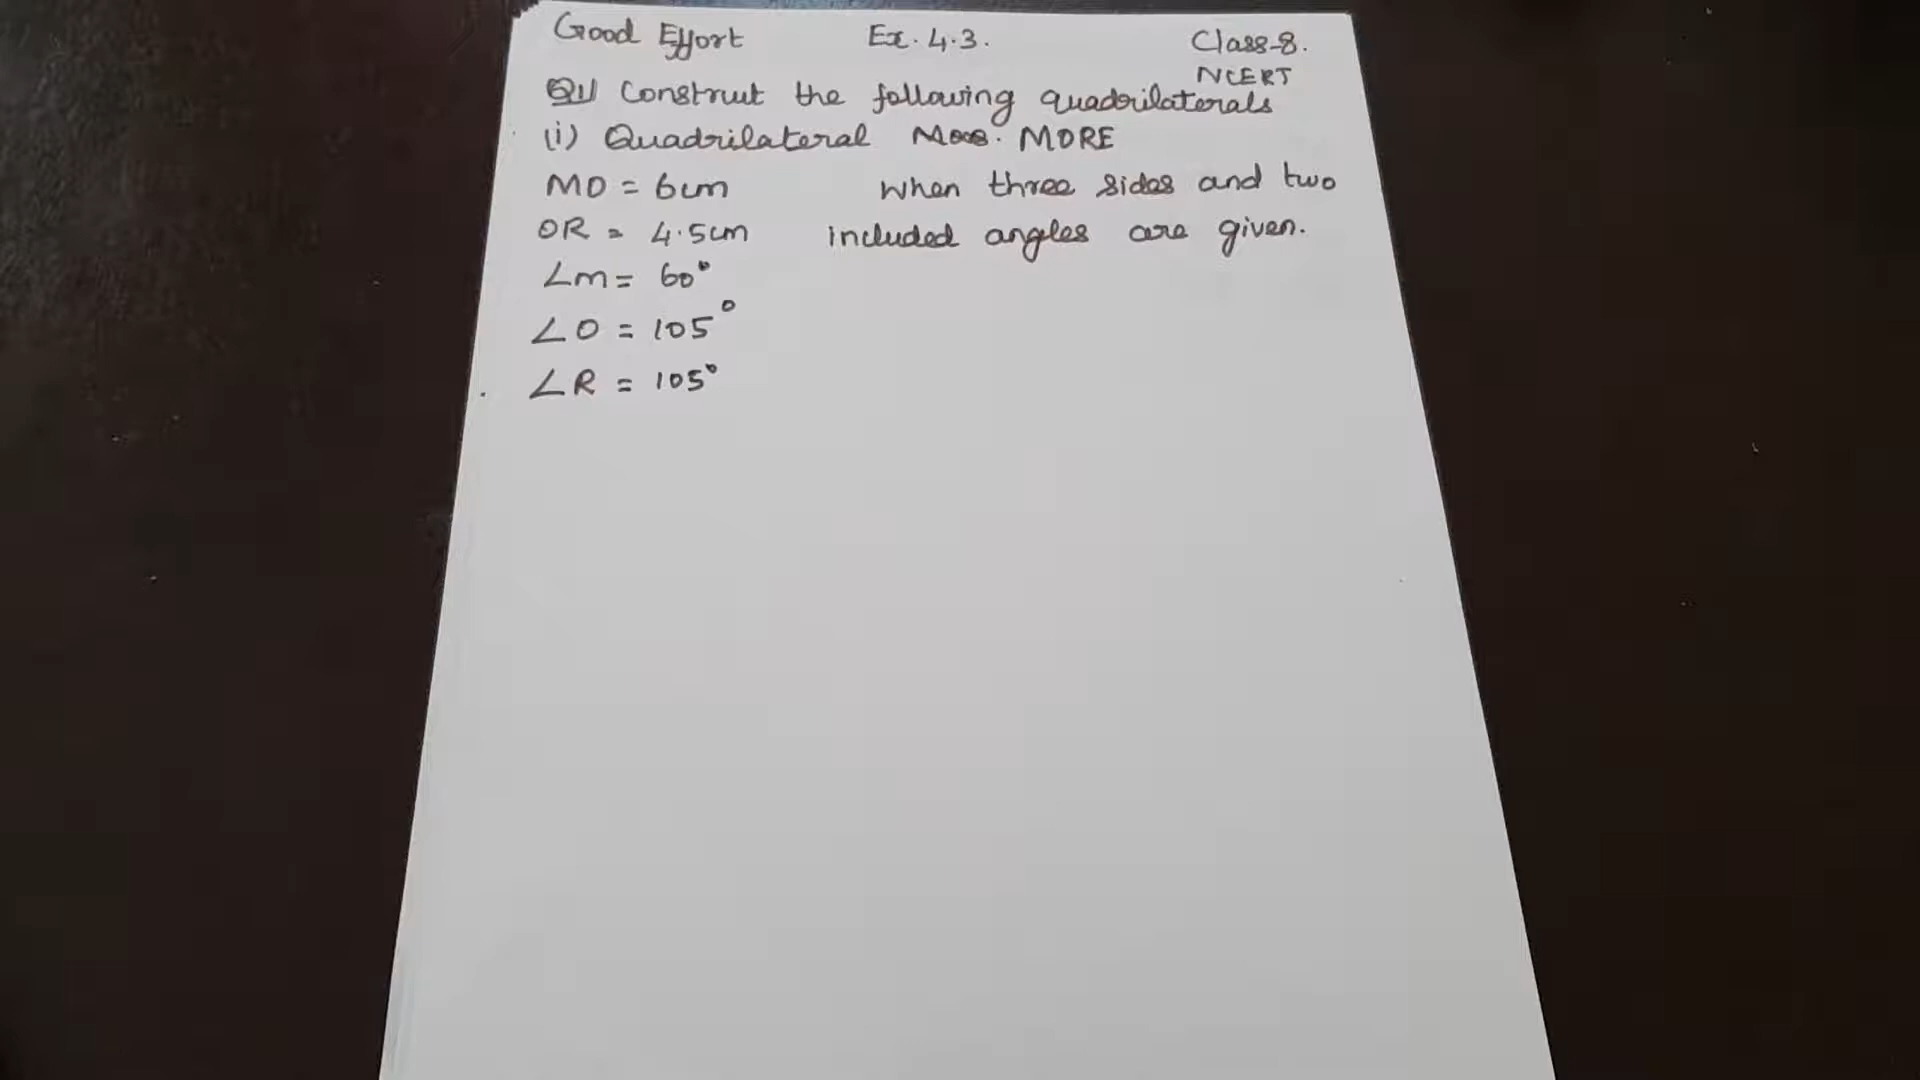 Good Effort Ex. 4.3. Class-8.
NCERT
Q1) Construct the following quadrilaterals
(i) Quadrilateral MORE
MO = 6cm when three sides and two
OR = 4.5cm included angles are given.
∠M = 60°
∠O = 105°
∠R = 105°